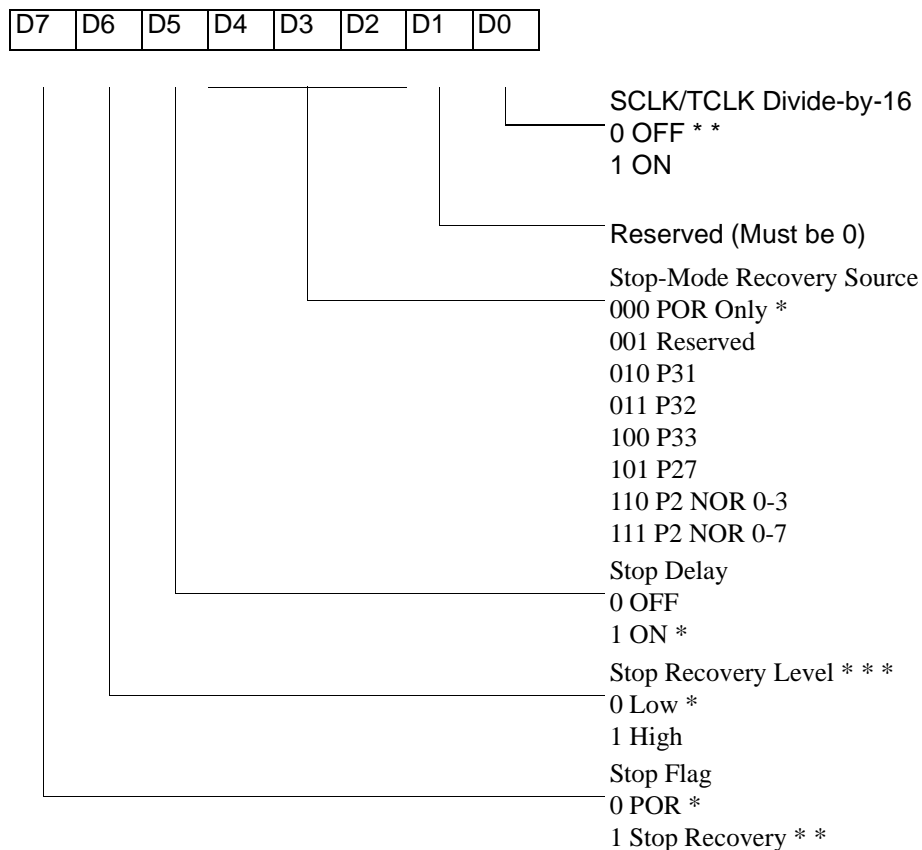 D7 D6 D5 D4 D3 D2 D1 D0
SCLK/TCLK Divide-by-16
0 OFF * *
1 ON
Reserved (Must be 0)
Stop-Mode Recovery Source
000 POR Only *
001 Reserved
010 P31
011 P32
100 P33
101 P27
110 P2 NOR 0-3
111 P2 NOR 0-7
Stop Delay
0 OFF
1 ON *
Stop Recovery Level * * *
0 Low *
1 High
Stop Flag
0 POR *
1 Stop Recovery * *